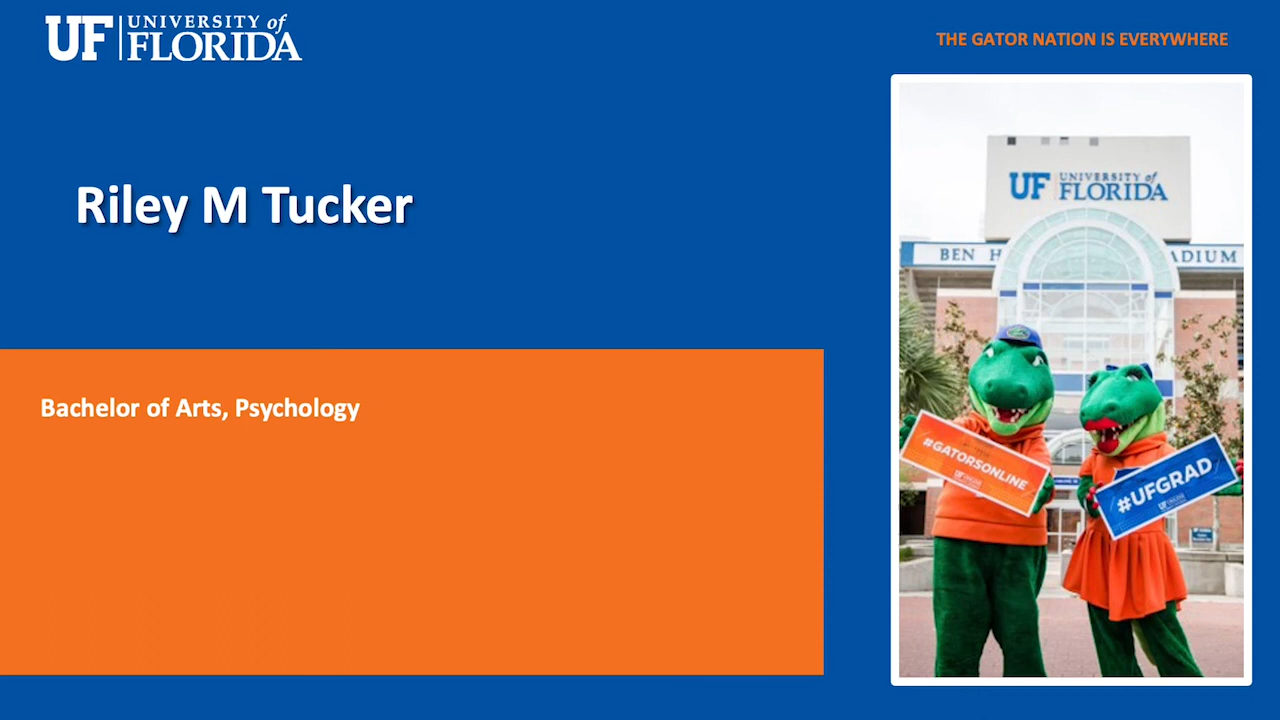 UF UNIVERSITY of
FLORIDA
THE GATOR NATION IS EVERYWHERE
Riley M Tucker
Bachelor of Arts, Psychology
UF UNIVERSITY of
FLORIDA
BEN H
ADIUM
#GATORSONLINE
#UFGRAD